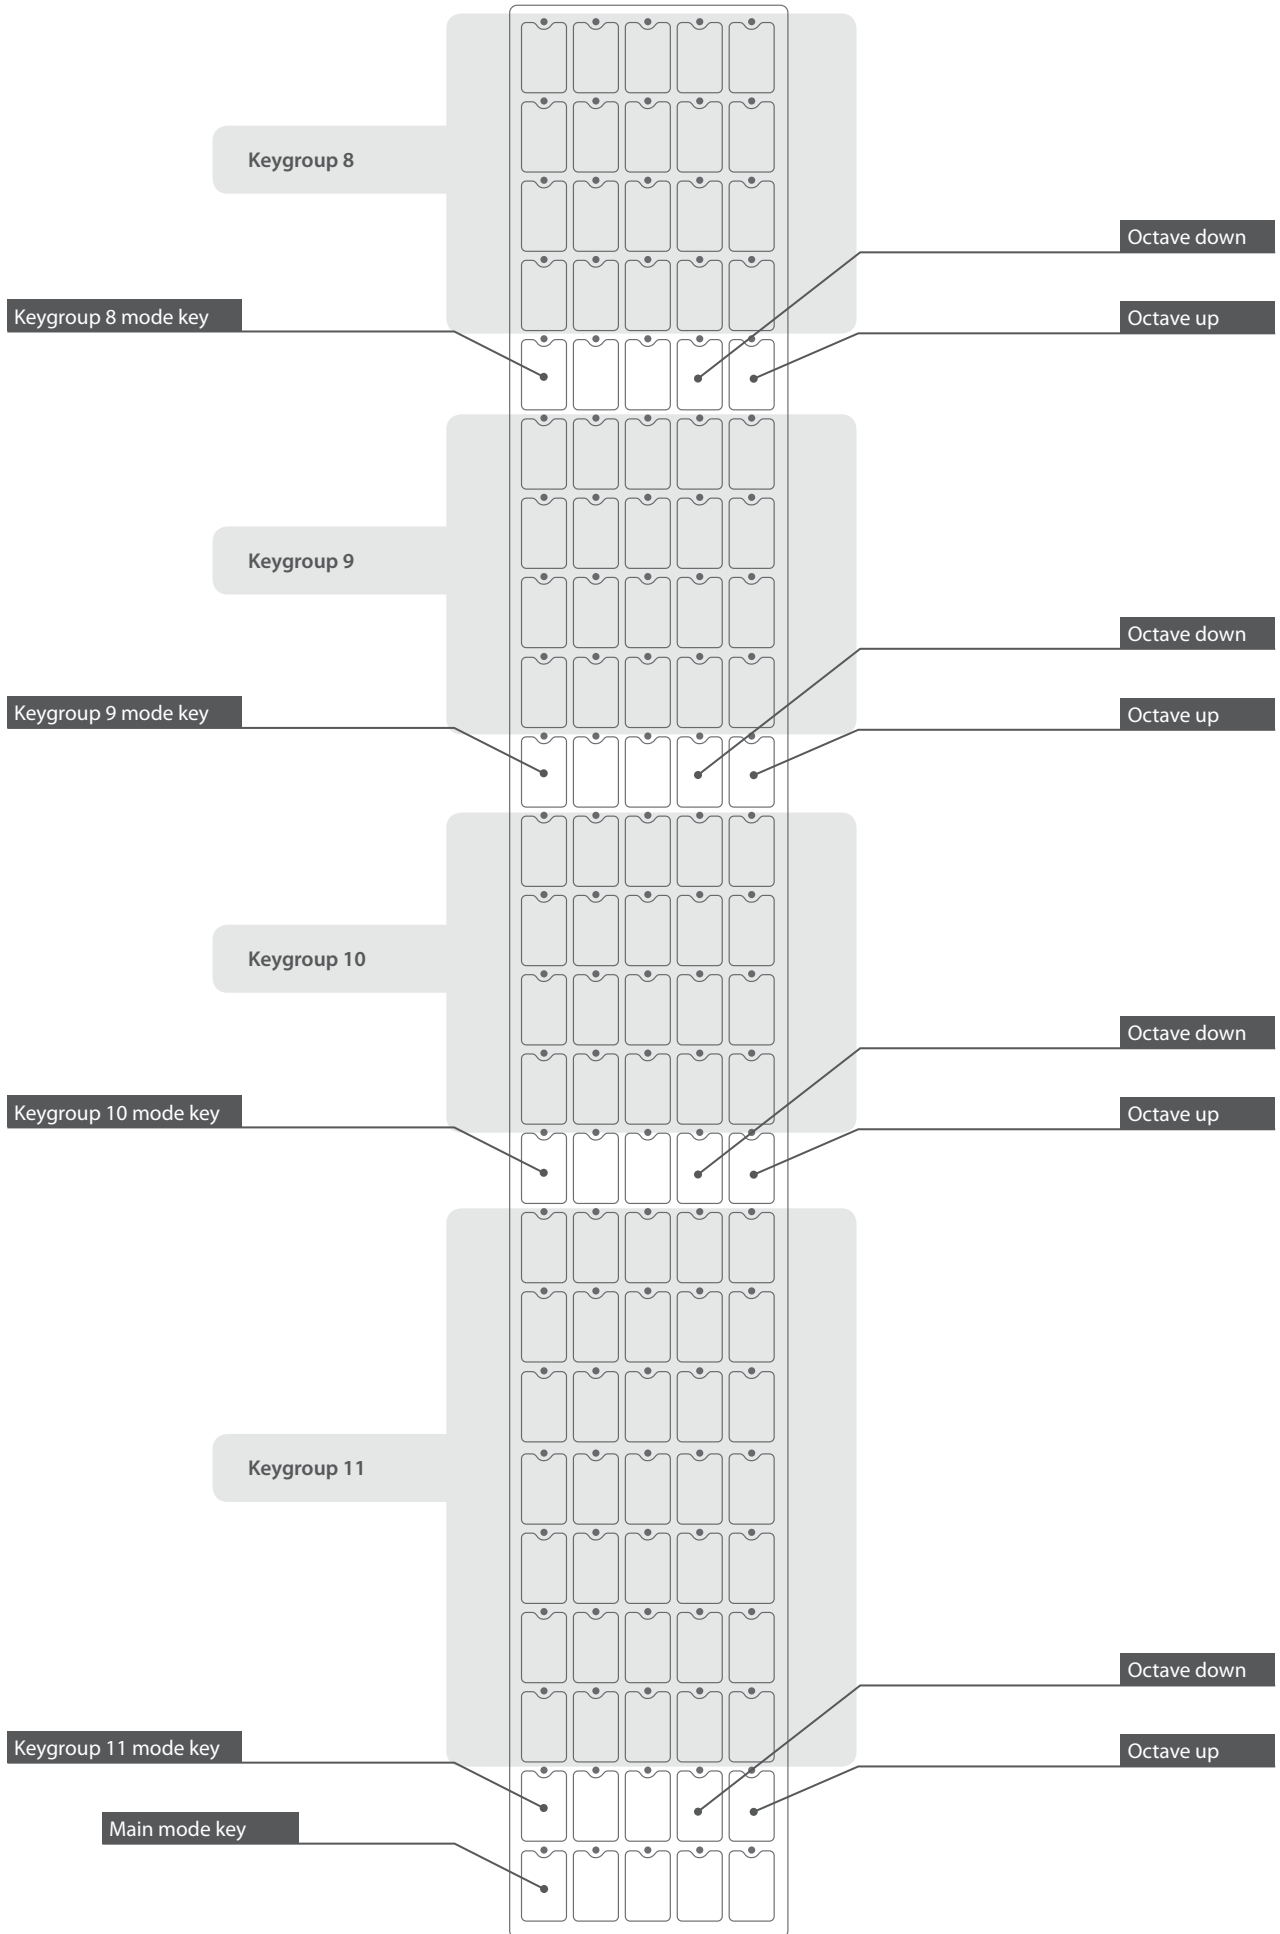 Keygroup 8
Octave down
Keygroup 8 mode key
Octave up
Keygroup 9
Octave down
Keygroup 9 mode key
Octave up
Keygroup 10
Octave down
Keygroup 10 mode key
Octave up
Keygroup 11
Octave down
Keygroup 11 mode key
Octave up
Main mode key